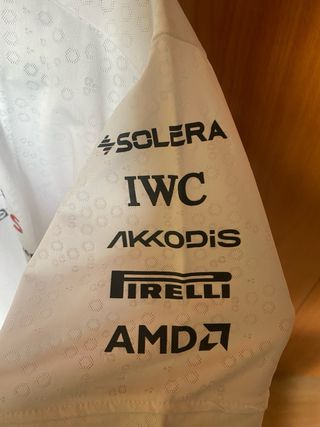 SOLERA
IWC
AKKODIS
PIRELLI
AMD